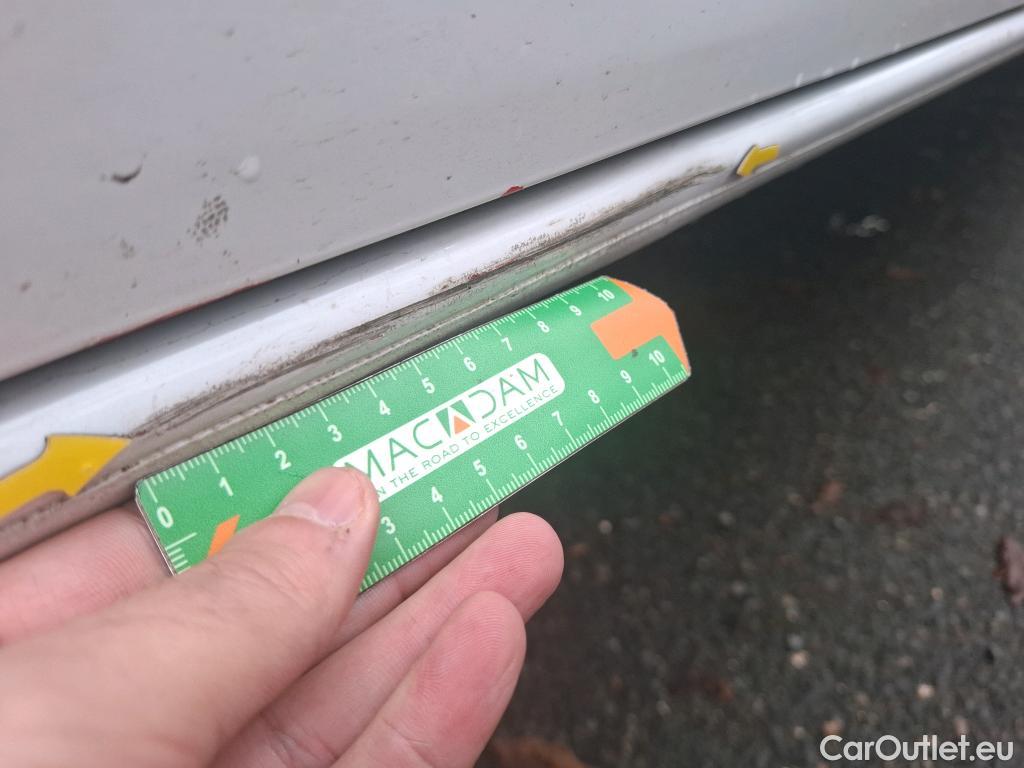 0 1 2 3 4 5 6 7 8 9 10
MACADAM
N THE ROAD TO EXCELLENCE
3 4 5 6 7 8 9 10
CarOutlet.eu